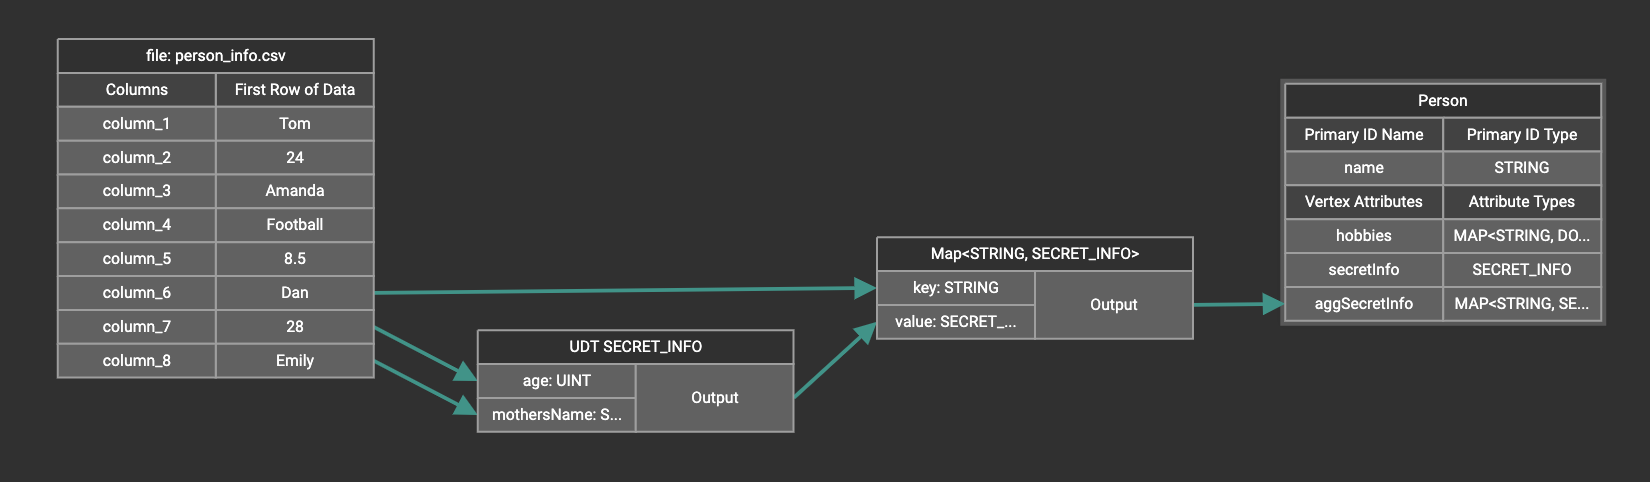 file: person_info.csv
Columns First Row of Data
column_1 Tom
column_2 24
column_3 Amanda
column_4 Football
column_5 8.5
column_6 Dan
column_7 28
column_8 Emily
UDT SECRET_INFO
age: UINT
mothersName: S...
Output
Map<STRING, SECRET_INFO>
key: STRING
value: SECRET_...
Output
Person
Primary ID Name Primary ID Type
name STRING
Vertex Attributes Attribute Types
hobbies MAP<STRING, DO...
secretInfo SECRET_INFO
aggSecretInfo MAP<STRING, SE...